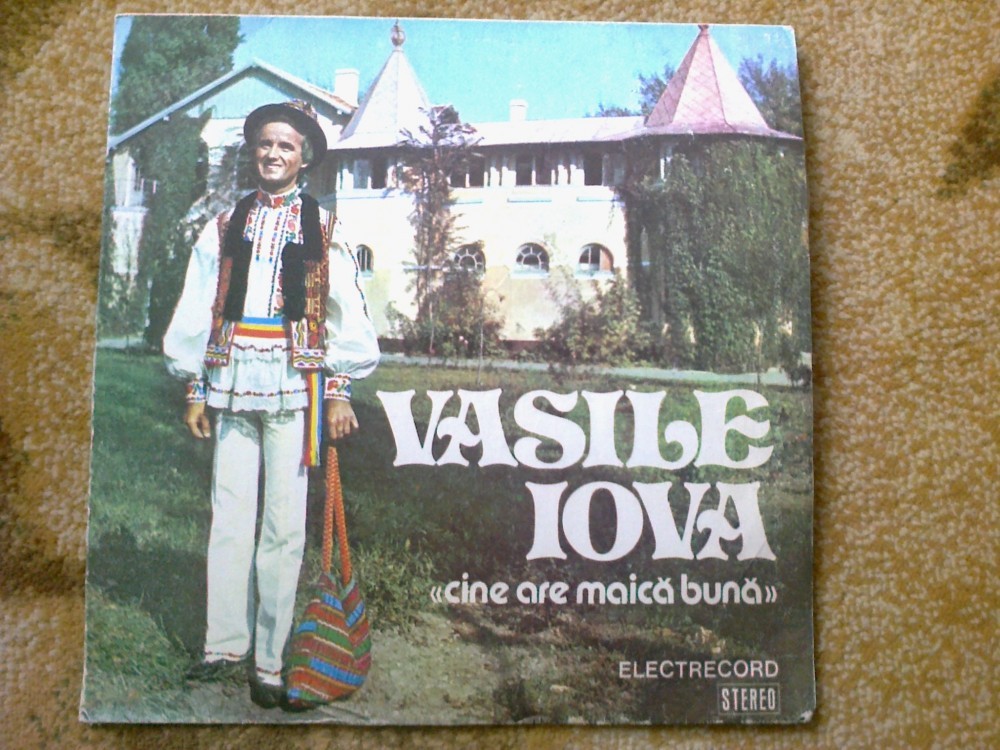 VASILE
IOVA
«cine are maică bună»
ELECTRECORD
STEREO